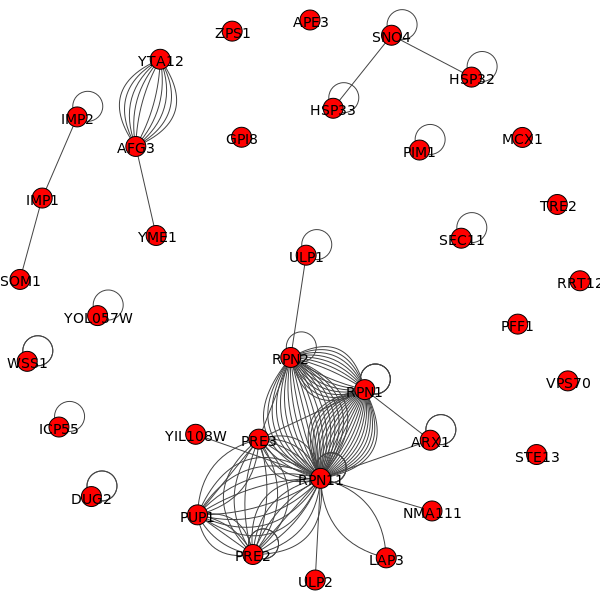 APE3
ZPS1
SNO4
YTA12
HSP32
HSP33
IMP2
GPI8
MCX1
AFG3
PIM1
IMP1
TRE2
YME1
SEC11
ULP1
SOM1
RRT12
YOL057W
PFF1
RPN2
WSS1
VPS70
RPN1
ICP55
YIL108W
PRE3
ARX1
STE13
RPN11
DUG2
NMA111
PUP1
PRE2
LAP3
ULP2